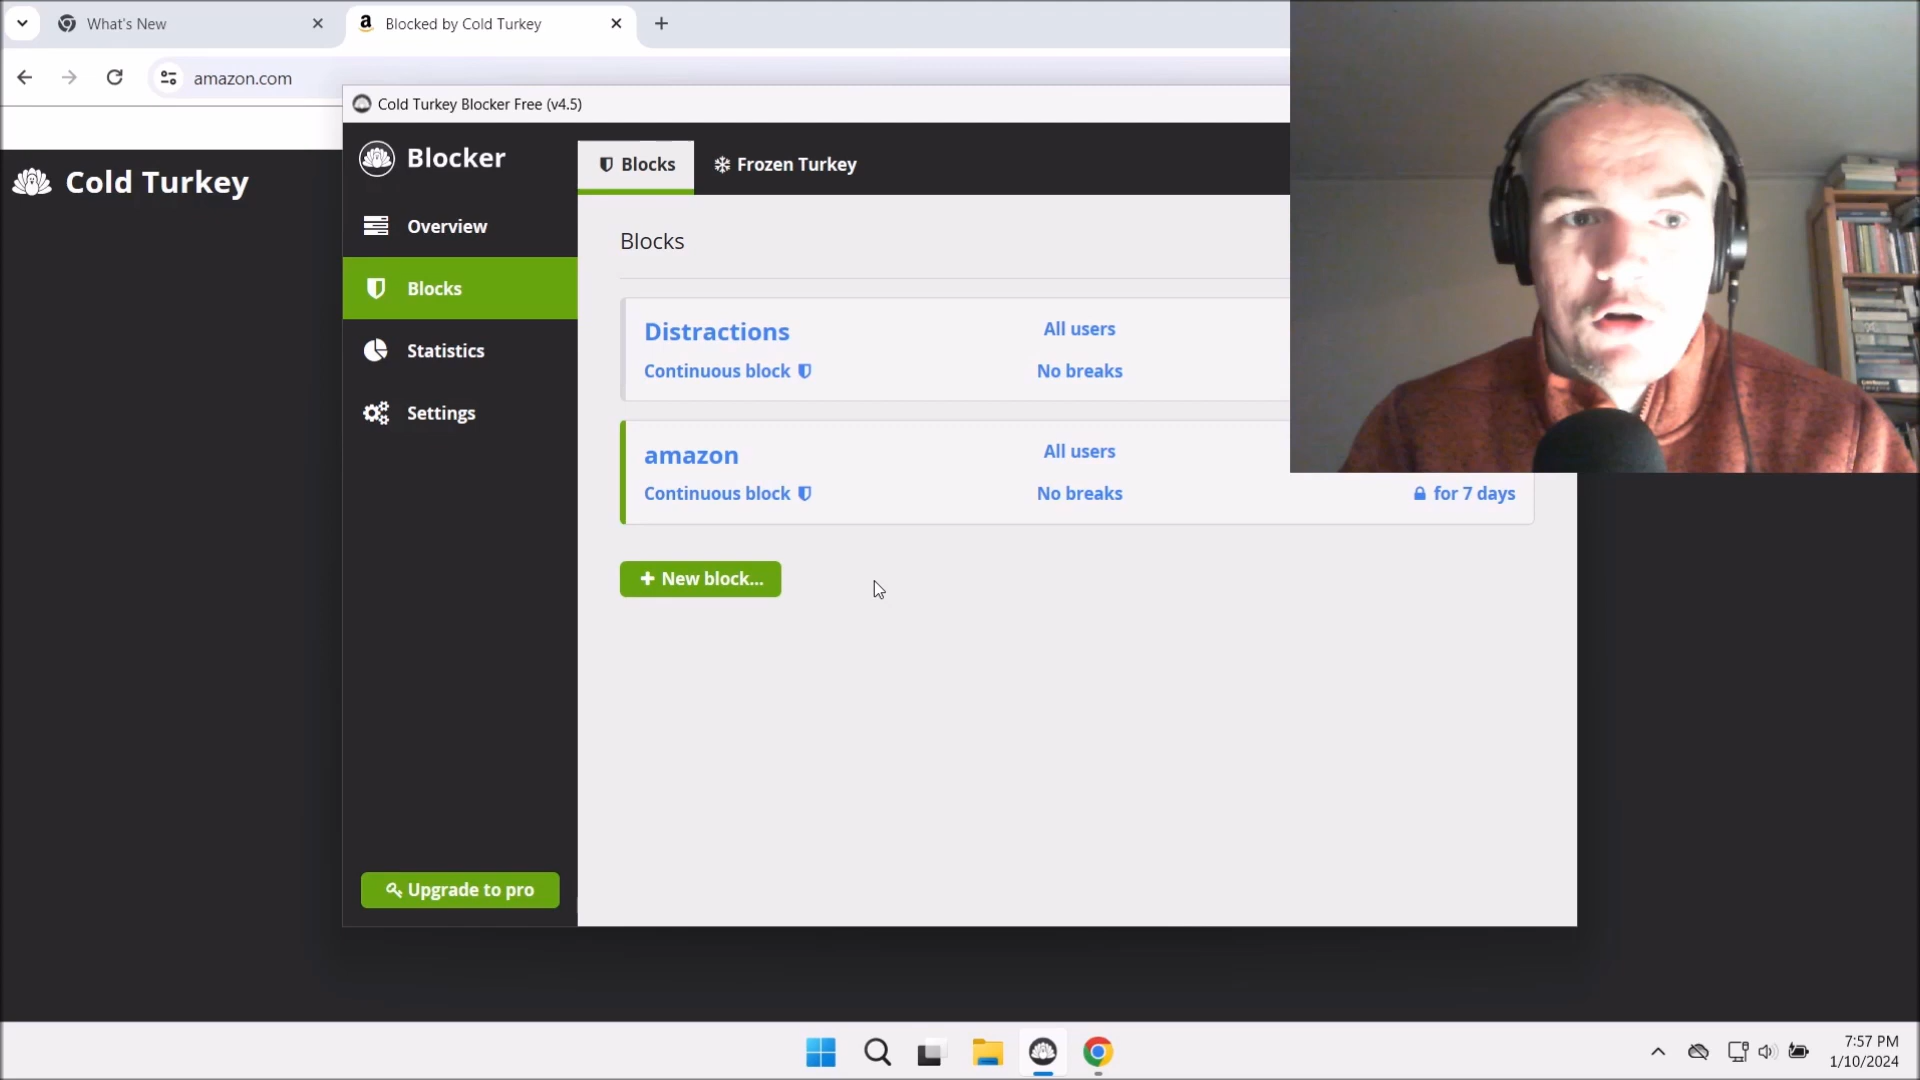 What's New
Blocked by Cold Turkey
amazon.com
Cold Turkey Blocker Free (v4.5)
Cold Turkey
Blocker
Overview
Blocks
Statistics
Settings
Upgrade to pro
Blocks
Frozen Turkey
Blocks
Distractions
All users
Continuous block
No breaks
amazon
All users
Continuous block
No breaks
for 7 days
+ New block...
7:57 PM
1/10/2024